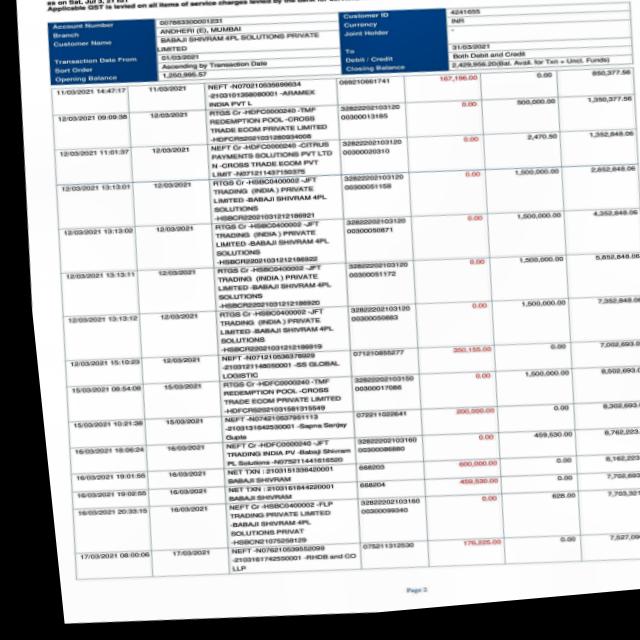 as on Sat, Jul 3, 21 IST
Applicable GST is levied on all items of service charges levied by the bank
Account Number 007663300001231 Customer ID 4241655
Branch ANDHERI (E), MUMBAI Currency INR
Customer Name BABAJI SHIVRAM 4PL SOLUTIONS PRIVATE LIMITED Joint Holder -
Transaction Date From 01/03/2021 To 31/03/2021
Sort Order Ascending by Transaction Date Debit / Credit Both Debit and Credit
Opening Balance 1,250,995.57 Closing Balance 2,429,956.20(Bal. Avail. for Txn + Uncl. Funds)
11/03/2021 14:47:17 11/03/2021 NEFT 167,196.00 0.00 850,377.56
INDIA PVT L
12/03/2021 09:09:38 12/03/2021 RTGS Cr -HDFC0000240 -TMF 32822202103120 0.00 500,000.00 1,350,377.56
REDEMPTION POOL -CROSS 00300013185
TRADE ECOM PRIVATE LIMITED
12/03/2021 11:01:37 12/03/2021 NEFT Cr -HDFC0000240 -CITRUS 32822202103120 0.00 2,470.50 1,352,848.06
PAYMENTS SOLUTIONS PVT LTD 00300020310
N -CROSS TRADE ECOM PVT
LIMIT -N071211437150375
12/03/2021 13:13:01 12/03/2021 RTGS Cr -HSBC0400002 -JFT 32822202103120 0.00 1,500,000.00 2,852,848.06
TRADING (INDIA ) PRIVATE 00300051158
LIMITED -BABAJI SHIVRAM 4PL
SOLUTIONS
-HSBCR22021031212186921
12/03/2021 13:13:02 12/03/2021 RTGS Cr -HSBC0400002 -JFT 32822202103120 0.00 1,500,000.00 4,352,848.06
TRADING (INDIA ) PRIVATE 00300050871
LIMITED -BABAJI SHIVRAM 4PL
SOLUTIONS
-HSBCR22021031212186922
12/03/2021 13:13:11 12/03/2021 RTGS Cr -HSBC0400002 -JFT 32822202103120 0.00 1,500,000.00 5,852,848.06
TRADING (INDIA ) PRIVATE 00300051172
LIMITED -BABAJI SHIVRAM 4PL
SOLUTIONS
-HSBCR22021031212186920
12/03/2021 13:13:12 12/03/2021 RTGS Cr -HSBC0400002 -JFT 32822202103120 0.00 1,500,000.00 7,352,848.06
TRADING (INDIA ) PRIVATE 00300050883
LIMITED -BABAJI SHIVRAM 4PL
SOLUTIONS
-HSBCR22021031212186919
12/03/2021 15:10:23 12/03/2021 NEFT -N071210536376929 071210855277 350,155.00 0.00 7,002,693.
-2103121148050001 -SS GLOBAL
LOGISTIC
15/03/2021 08:54:08 15/03/2021 RTGS Cr -HDFC0000240 -TMF 32822202103150 0.00 1,500,000.00 8,502,693.
REDEMPTION POOL -CROSS 00300017086
TRADE ECOM PRIVATE LIMITED
-HDFCR52021031581315549
15/03/2021 10:21:38 15/03/2021 NEFT -N074210537951113 072211022641 200,000.00 0.00 8,302,693.
-2103131642530001 -Sapna Sanjay
Gupta
16/03/2021 18:06:24 16/03/2021 NEFT Cr -HDFC0000240 -JFT 32822202103160 0.00 459,530.00 8,762,223.
TRADING INDIA PV -Babaji Shivram 00300086880
PL Solutions -N075211441616520
16/03/2021 19:01:55 16/03/2021 NET TXN : 2103151336420001 668203 600,000.00 0.00 8,162,223.
BABAJI SHIVRAM
16/03/2021 19:02:55 16/03/2021 NET TXN : 2103161844220001 668204 459,530.00 0.00 7,702,693
BABAJI SHIVRAM
16/03/2021 20:33:15 16/03/2021 NEFT Cr -HSBC0400002 -FLP 32822202103160 0.00 628.00 7,703,321
TRADING PRIVATE LIMITED 00300099340
-BABAJI SHIVRAM 4PL
SOLUTIONS PRIVAT
-HSBCN21075258129
17/03/2021 08:00:06 17/03/2021 NEFT -N076210539552099 075211312530 176,225.00 0.00 7,527,09
-2103161742550001 -RHDB and CO
LLP
Page 2